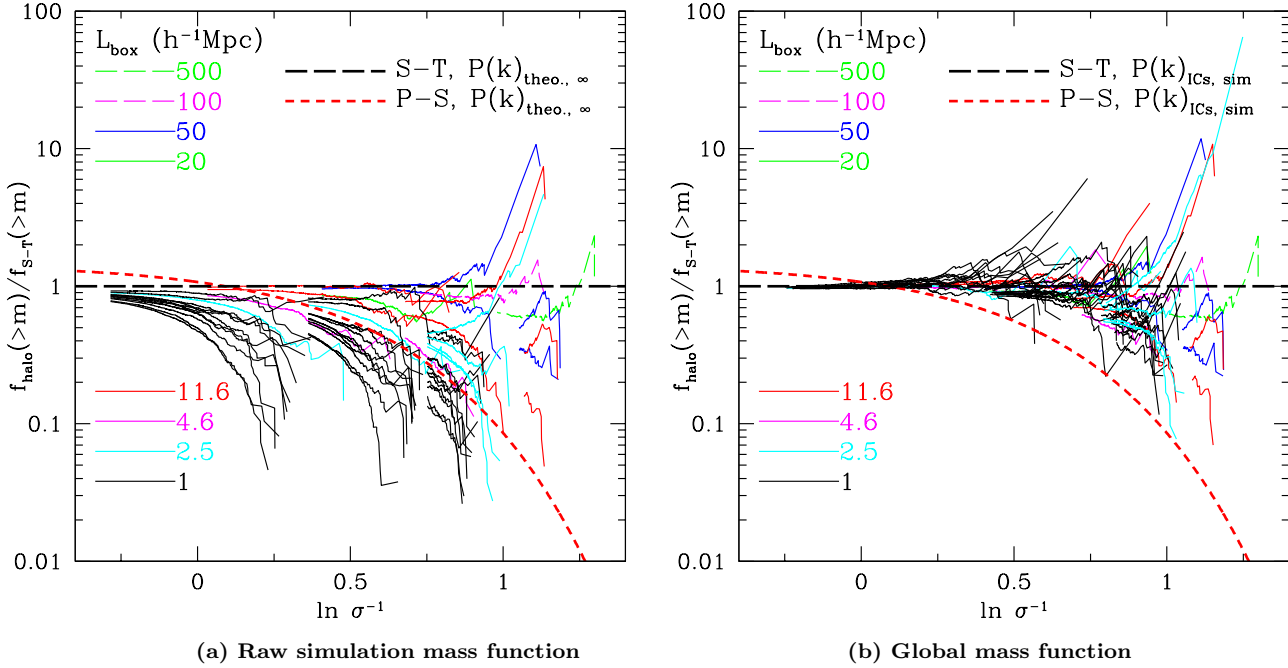 100
10
1
0.1
0.01
f_halo(>m)/f_S-T(>m)
L_box (h⁻¹Mpc)
500
100
50
20
S-T, P(k)_theo., ∞
P-S, P(k)_theo., ∞
11.6
4.6
2.5
1
0
0.5
1
ln σ⁻¹
(a) Raw simulation mass function
100
10
1
0.1
0.01
f_halo(>m)/f_S-T(>m)
L_box (h⁻¹Mpc)
500
100
50
20
S-T, P(k)_ICs, sim
P-S, P(k)_ICs, sim
11.6
4.6
2.5
1
0
0.5
1
ln σ⁻¹
(b) Global mass function